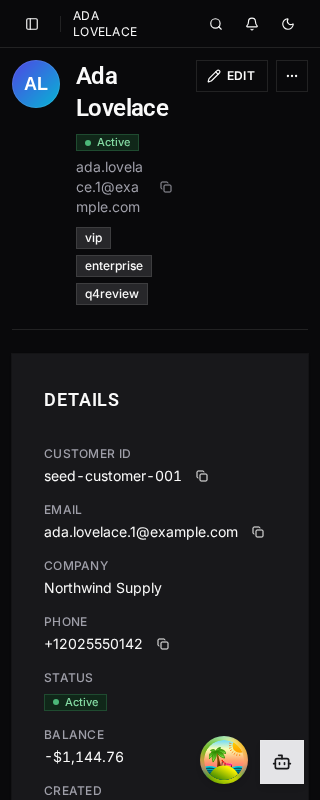 ADA
LOVELACE
AL
Ada
Lovelace
EDIT
Active
ada.lovela
ce.1@exa
mple.com
vip
enterprise
q4review
DETAILS
CUSTOMER ID
seed-customer-001
EMAIL
ada.lovelace.1@example.com
COMPANY
Northwind Supply
PHONE
+12025550142
STATUS
Active
BALANCE
-$1,144.76
CREATED